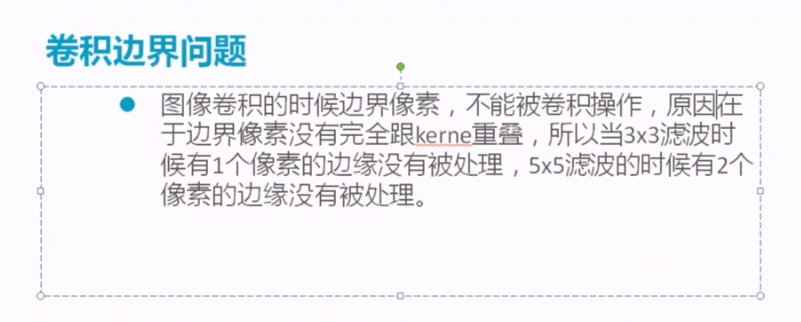 卷积边界问题
图像卷积的时候边界像素，不能被卷积操作，原因在
于边界像素没有完全跟kerne重叠，所以当3x3滤波时
候有1个像素的边缘没有被处理，5x5滤波的时候有2个
像素的边缘没有被处理。